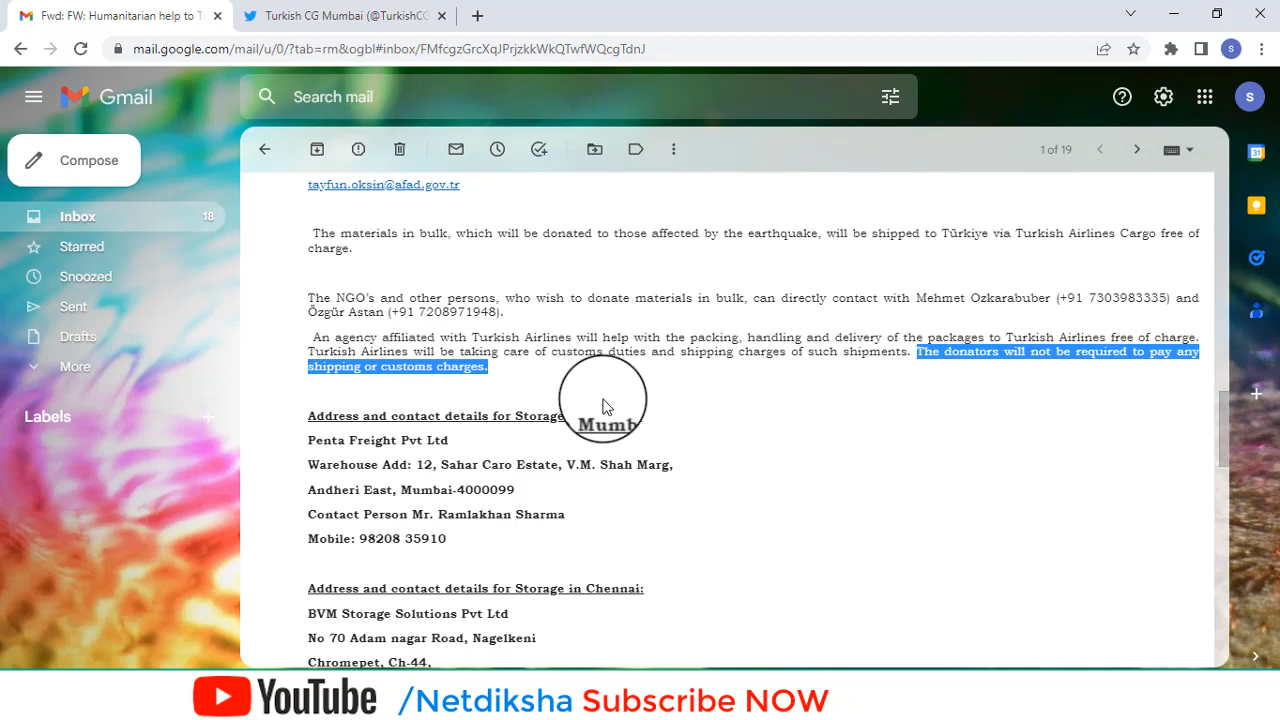 Fwd: FW: Humanitarian help to T
Turkish CG Mumbai (@TurkishCG
mail.google.com/mail/u/0/?tab=rm&ogbl#inbox/FMfcgzGrcXqJPrjzkkWkQTwfWQcgTdnJ
S
Gmail
Search mail
S
Compose
1 of 19
Inbox 18
Starred
Snoozed
Sent
Drafts
More
Labels
tayfun.oksin@afad.gov.tr
The materials in bulk, which will be donated to those affected by the earthquake, will be shipped to Türkiye via Turkish Airlines Cargo free of
charge.
The NGO's and other persons, who wish to donate materials in bulk, can directly contact with Mehmet Ozkarabuber (+91 7303983335) and
Özgür Astan (+91 7208971948).
An agency affiliated with Turkish Airlines will help with the packing, handling and delivery of the packages to Turkish Airlines free of charge.
Turkish Airlines will be taking care of customs duties and shipping charges of such shipments. The donators will not be required to pay any
shipping or customs charges.
Address and contact details for Storage Mumb
Penta Freight Pvt Ltd
Warehouse Add: 12, Sahar Caro Estate, V.M. Shah Marg,
Andheri East, Mumbai-4000099
Contact Person Mr. Ramlakhan Sharma
Mobile: 98208 35910
Address and contact details for Storage in Chennai:
BVM Storage Solutions Pvt Ltd
No 70 Adam nagar Road, Nagelkeni
Chromepet, Ch-44,
YouTube /Netdiksha Subscribe NOW